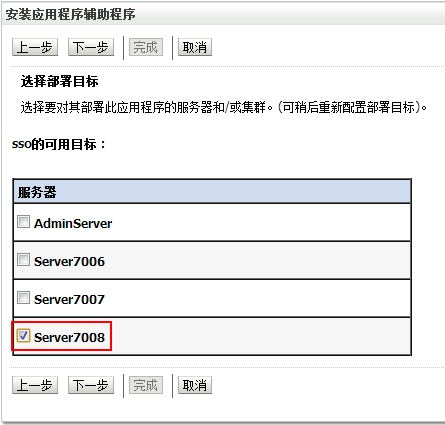 安装应用程序辅助程序
上一步 下一步 完成 取消
选择部署目标
选择要对其部署此应用程序的服务器和/或集群。(可稍后重新配置部署目标)。
sso的可用目标：
服务器
AdminServer
Server7006
Server7007
Server7008
上一步 下一步 完成 取消